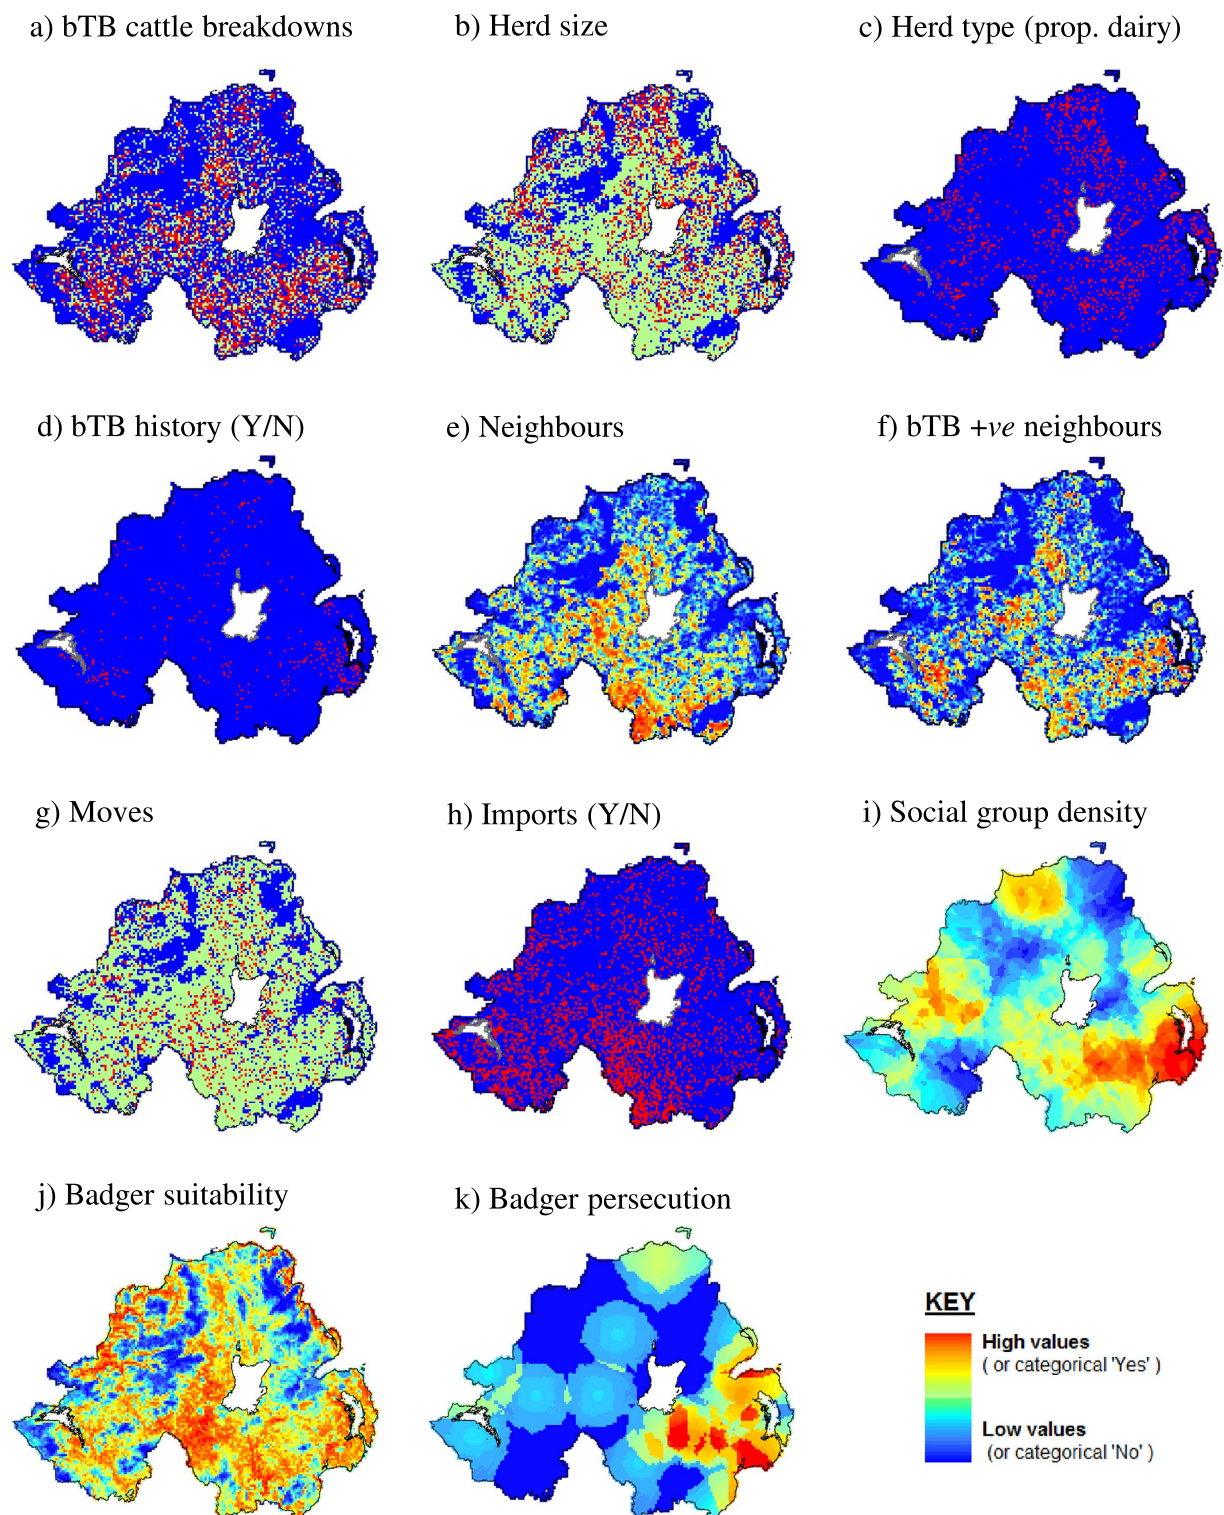 a) bTB cattle breakdowns
b) Herd size
c) Herd type (prop. dairy)
d) bTB history (Y/N)
e) Neighbours
f) bTB +ve neighbours
g) Moves
h) Imports (Y/N)
i) Social group density
j) Badger suitability
k) Badger persecution
KEY
High values
( or categorical 'Yes' )
Low values
(or categorical 'No' )